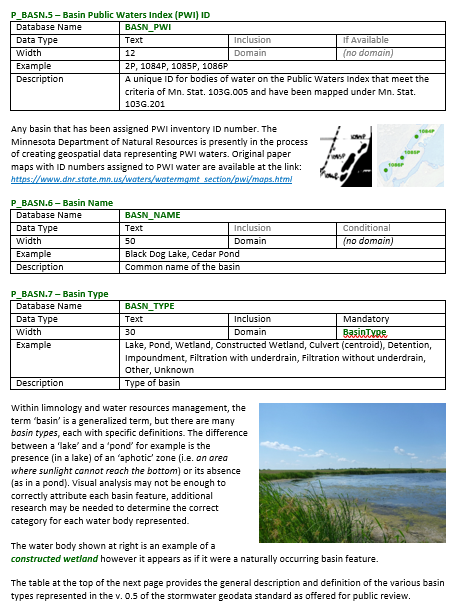 P_BASN.5 – Basin Public Waters Index (PWI) ID
Database Name BASN_PWI
Data Type Text Inclusion If Available
Width 12 Domain (no domain)
Example 2P, 1084P, 1085P, 1086P
Description A unique ID for bodies of water on the Public Waters Index that meet the
criteria of Mn. Stat. 103G.005 and have been mapped under Mn. Stat.
103G.201
Any basin that has been assigned PWI inventory ID number. The
Minnesota Department of Natural Resources is presently in the process
of creating geospatial data representing PWI waters. Original paper
maps with ID numbers assigned to PWI water are available at the link:
https://www.dnr.state.mn.us/waters/watermgmt_section/pwi/maps.html
1084P
1085P
1086P
P_BASN.6 – Basin Name
Database Name BASN_NAME
Data Type Text Inclusion Conditional
Width 50 Domain (no domain)
Example Black Dog Lake, Cedar Pond
Description Common name of the basin
P_BASN.7 – Basin Type
Database Name BASN_TYPE
Data Type Text Inclusion Mandatory
Width 30 Domain BasinType
Example Lake, Pond, Wetland, Constructed Wetland, Culvert (centroid), Detention,
Impoundment, Filtration with underdrain, Filtration without underdrain,
Other, Unknown
Description Type of basin
Within limnology and water resources management, the
term 'basin' is a generalized term, but there are many
basin types, each with specific definitions. The difference
between a 'lake' and a 'pond' for example is the
presence (in a lake) of an 'aphotic' zone (i.e. an area
where sunlight cannot reach the bottom) or its absence
(as in a pond). Visual analysis may not be enough to
correctly attribute each basin feature, additional
research may be needed to determine the correct
category for each water body represented.
The water body shown at right is an example of a
constructed wetland however it appears as if it were a naturally occurring basin feature.
The table at the top of the next page provides the general description and definition of the various basin
types represented in the v. 0.5 of the stormwater geodata standard as offered for public review.